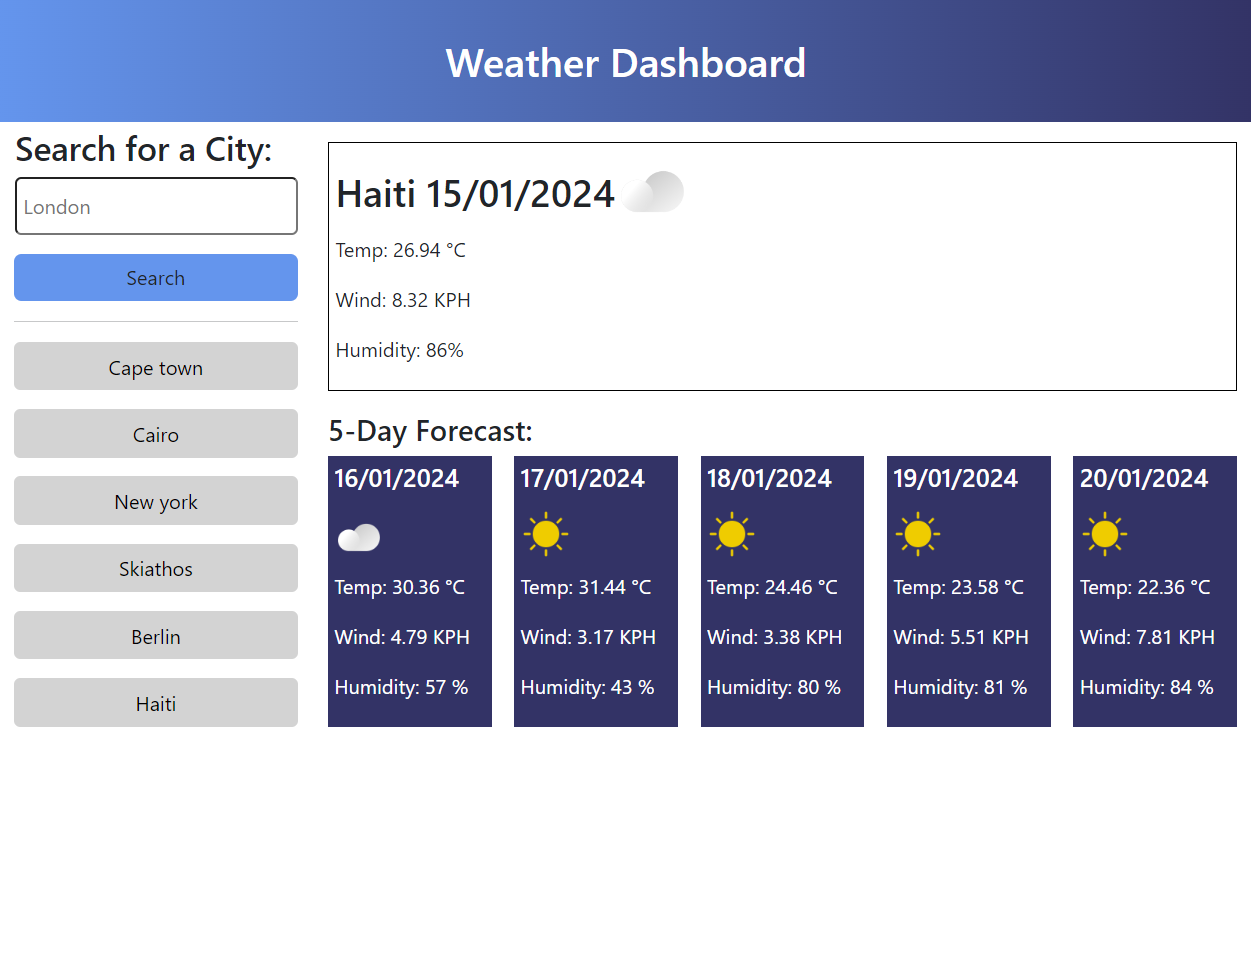 Weather Dashboard
Search for a City:
London
Search
Cape town
Cairo
New york
Skiathos
Berlin
Haiti
Haiti 15/01/2024
Temp: 26.94 °C
Wind: 8.32 KPH
Humidity: 86%
5-Day Forecast:
16/01/2024
Temp: 30.36 °C
Wind: 4.79 KPH
Humidity: 57 %
17/01/2024
Temp: 31.44 °C
Wind: 3.17 KPH
Humidity: 43 %
18/01/2024
Temp: 24.46 °C
Wind: 3.38 KPH
Humidity: 80 %
19/01/2024
Temp: 23.58 °C
Wind: 5.51 KPH
Humidity: 81 %
20/01/2024
Temp: 22.36 °C
Wind: 7.81 KPH
Humidity: 84 %